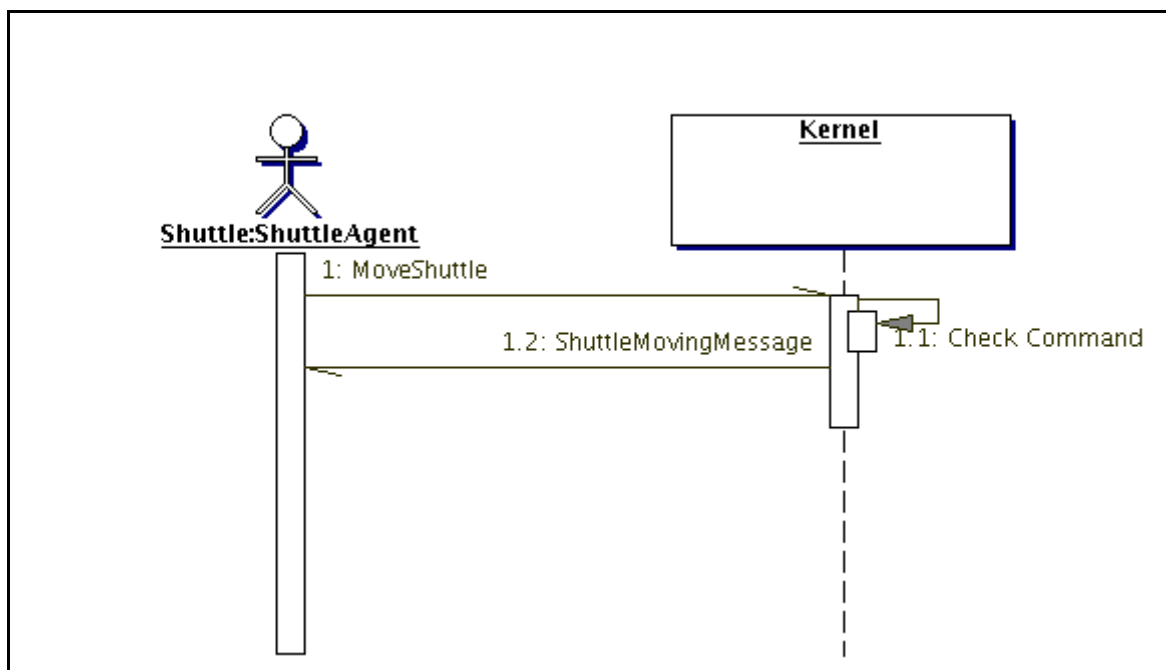 Kernel
Shuttle:ShuttleAgent
1: MoveShuttle
1.2: ShuttleMovingMessage
1.1: Check Command